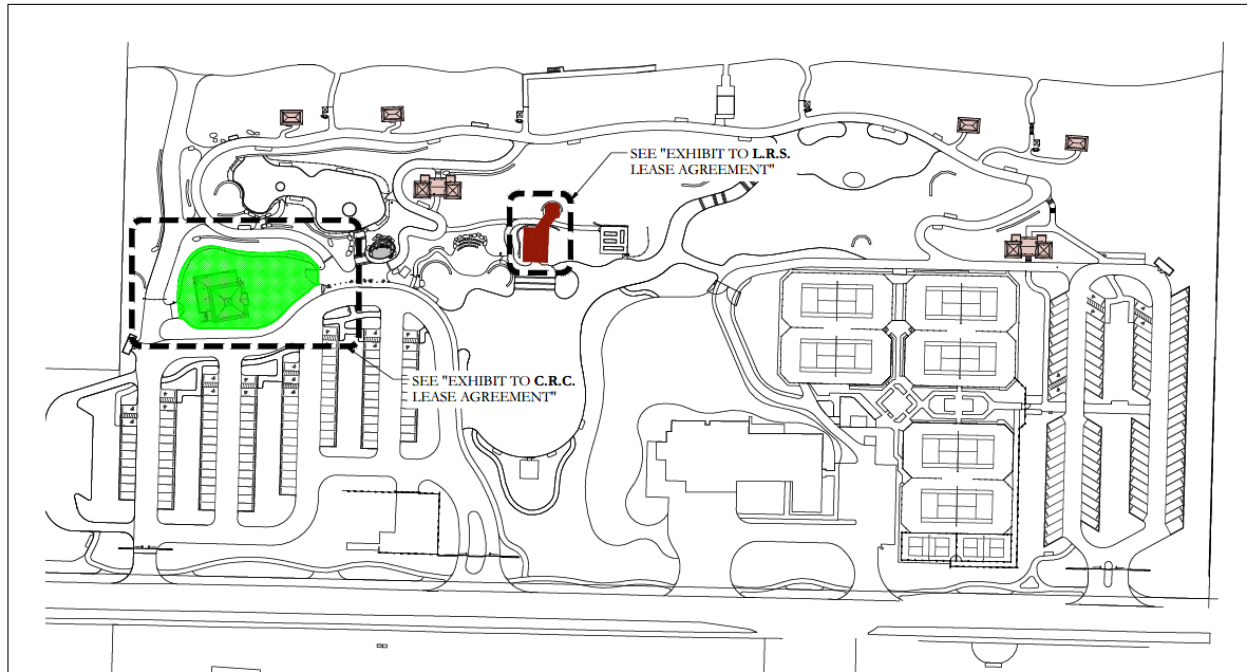 SEE "EXHIBIT TO L.R.S.
LEASE AGREEMENT"
SEE "EXHIBIT TO C.R.C.
LEASE AGREEMENT"